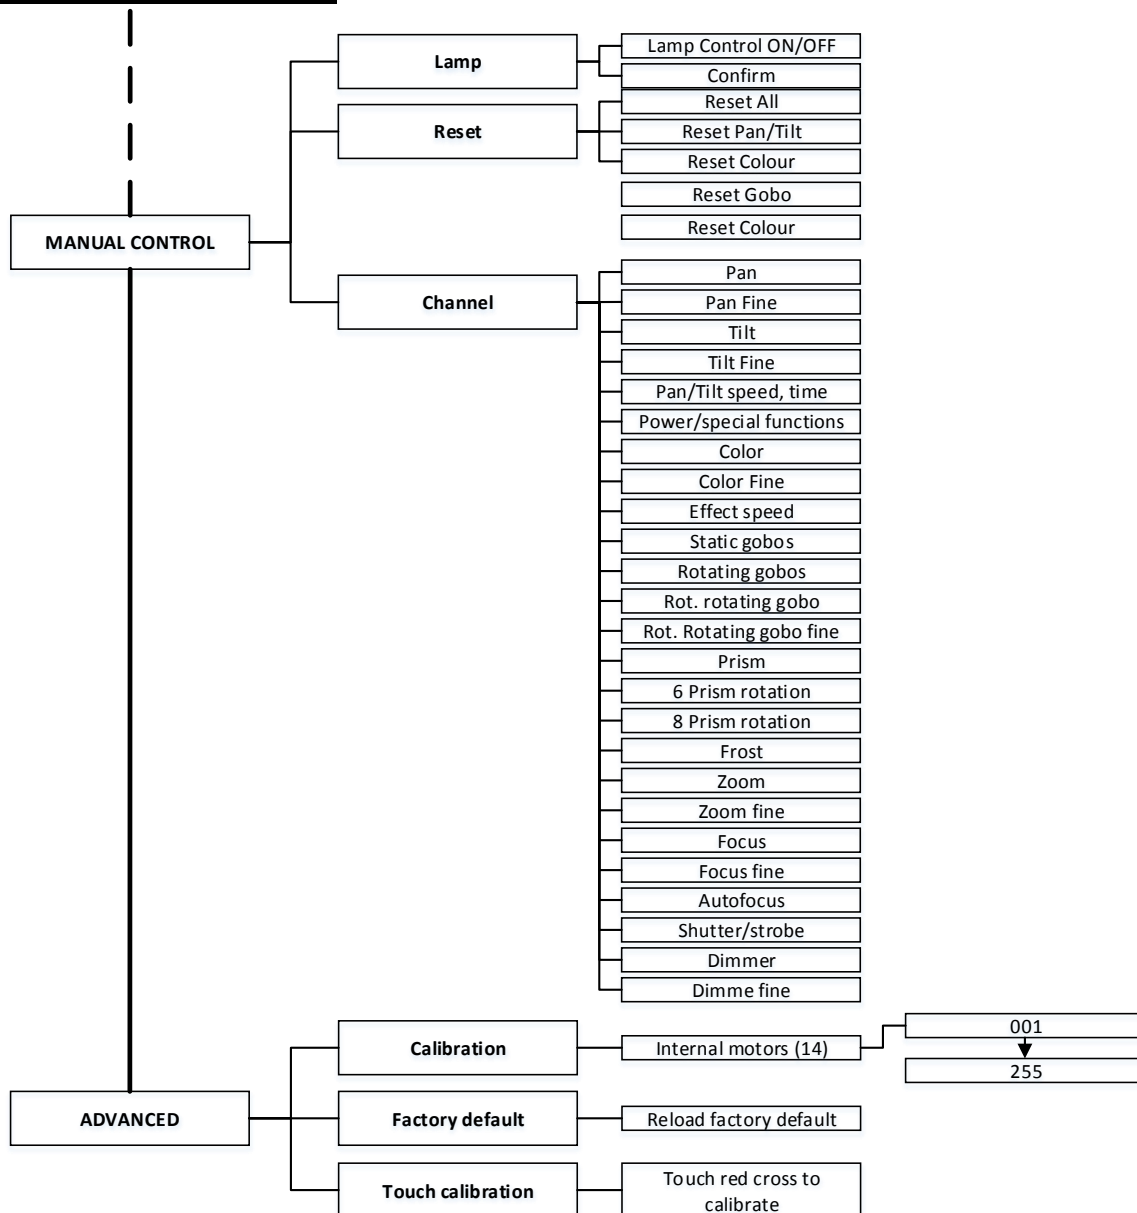 Lamp
Lamp Control ON/OFF
Confirm
Reset
Reset All
Reset Pan/Tilt
Reset Colour
Reset Gobo
Reset Colour
MANUAL CONTROL
Channel
Pan
Pan Fine
Tilt
Tilt Fine
Pan/Tilt speed, time
Power/special functions
Color
Color Fine
Effect speed
Static gobos
Rotating gobos
Rot. rotating gobo
Rot. Rotating gobo fine
Prism
6 Prism rotation
8 Prism rotation
Frost
Zoom
Zoom fine
Focus
Focus fine
Autofocus
Shutter/strobe
Dimmer
Dimme fine
Calibration
Internal motors (14)
001
255
ADVANCED
Factory default
Reload factory default
Touch calibration
Touch red cross to
calibrate